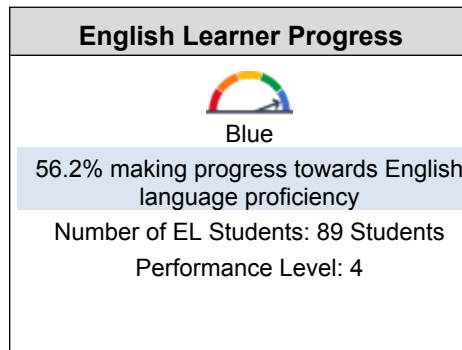 English Learner Progress
Blue
56.2% making progress towards English
language proficiency
Number of EL Students: 89 Students
Performance Level: 4